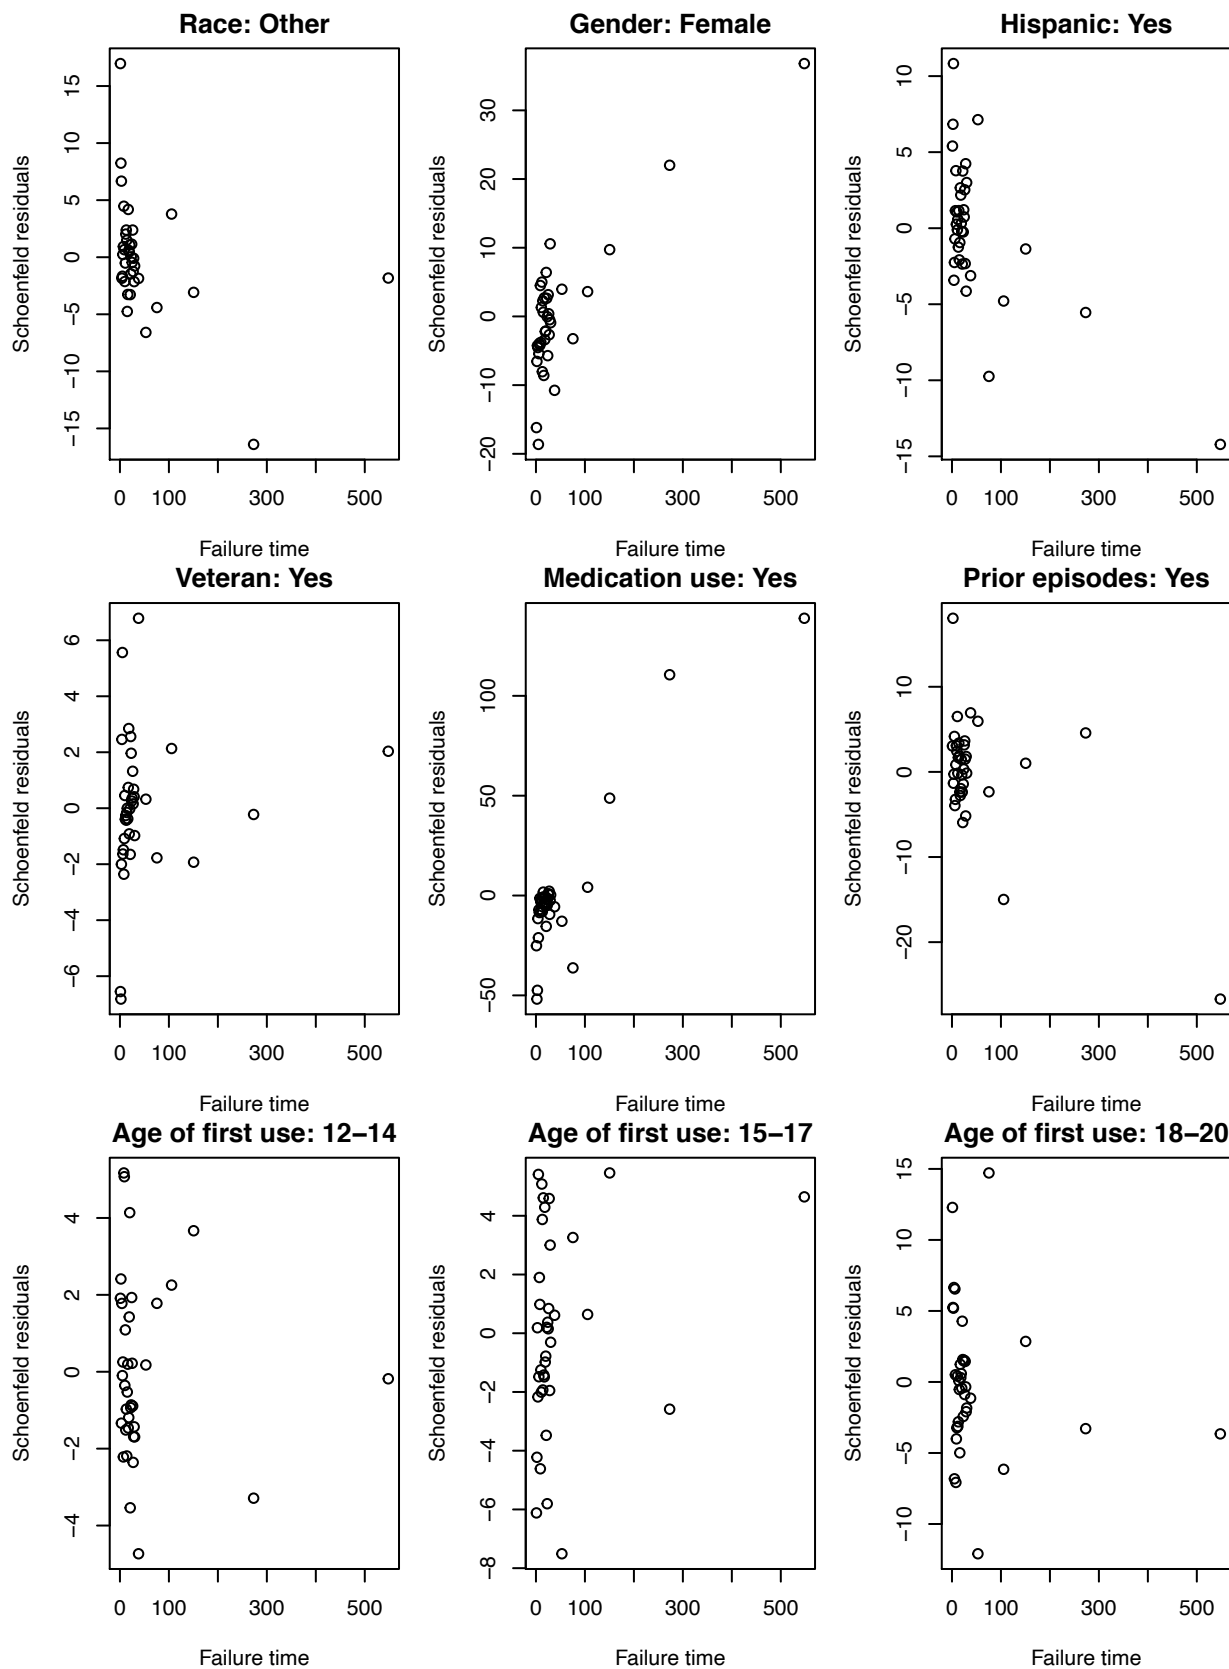 Race: Other
Schoenfeld residuals
15
10
5
0
−5
−10
−15
0 100 300 500
Failure time
Gender: Female
Schoenfeld residuals
30
20
10
0
−10
−20
0 100 300 500
Failure time
Hispanic: Yes
Schoenfeld residuals
10
5
0
−5
−10
−15
0 100 300 500
Failure time
Veteran: Yes
Schoenfeld residuals
6
4
2
0
−2
−4
−6
0 100 300 500
Failure time
Medication use: Yes
Schoenfeld residuals
100
50
0
−50
0 100 300 500
Failure time
Prior episodes: Yes
Schoenfeld residuals
10
0
−10
−20
0 100 300 500
Failure time
Age of first use: 12−14
Schoenfeld residuals
4
2
0
−2
−4
0 100 300 500
Failure time
Age of first use: 15−17
Schoenfeld residuals
4
2
0
−2
−4
−6
−8
0 100 300 500
Failure time
Age of first use: 18−20
Schoenfeld residuals
15
10
5
0
−5
−10
0 100 300 500
Failure time